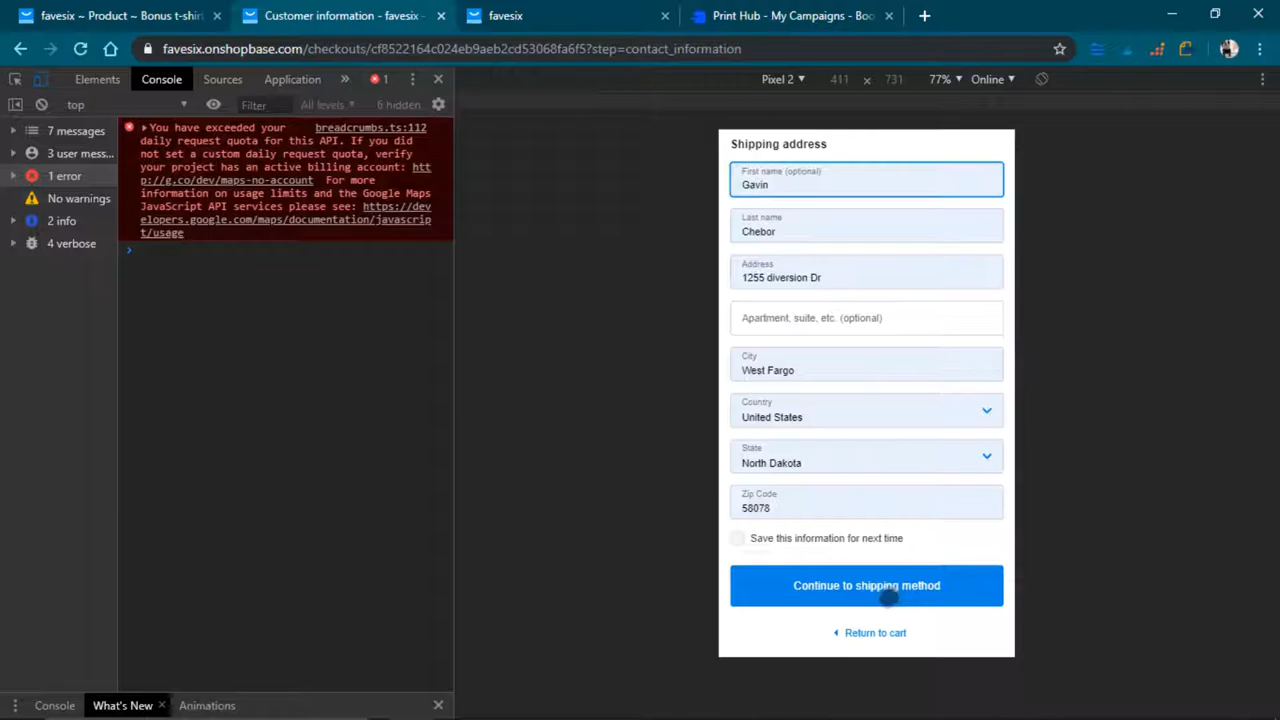 favesix ~ Product ~ Bonus t-shirt
Customer information - favesix -
favesix
Print Hub - My Campaigns - Boo
favesix.onshopbase.com/checkouts/cf8522164c024eb9aeb2cd53068fa6f5?step=contact_information
Elements
Console
Sources
Application
1
Pixel 2
411
x
731
77%
Online
top
Filter
All levels
6 hidden
7 messages
3 user mess...
1 error
No warnings
2 info
4 verbose
You have exceeded your breadcrumbs.ts:112
daily request quota for this API. If you did
not set a custom daily request quota, verify
your project has an active billing account: htt
p://g.co/dev/maps-no-account For more
information on usage limits and the Google Maps
JavaScript API services please see: https://dev
elopers.google.com/maps/documentation/javascrip
t/usage
Shipping address
First name (optional)
Gavin
Last name
Chebor
Address
1255 diversion Dr
Apartment, suite, etc. (optional)
City
West Fargo
Country
United States
State
North Dakota
Zip Code
58078
Save this information for next time
Continue to shipping method
Return to cart
Console
What's New
Animations